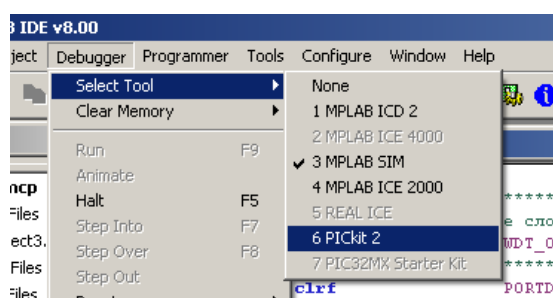 3 IDE v8.00
ject Debugger Programmer Tools Configure Window Help
Select Tool
Clear Memory
Run F9
Animate
Halt F5
Step Into F7
Step Over F8
Step Out
None
1 MPLAB ICD 2
2 MPLAB ICE 4000
3 MPLAB SIM
4 MPLAB ICE 2000
5 REAL ICE
6 PICkit 2
7 PIC32MX Starter Kit
mcp
Files
ect3.
Files
Files
*****
е сло
WDT_O
*****
clrf PORTD